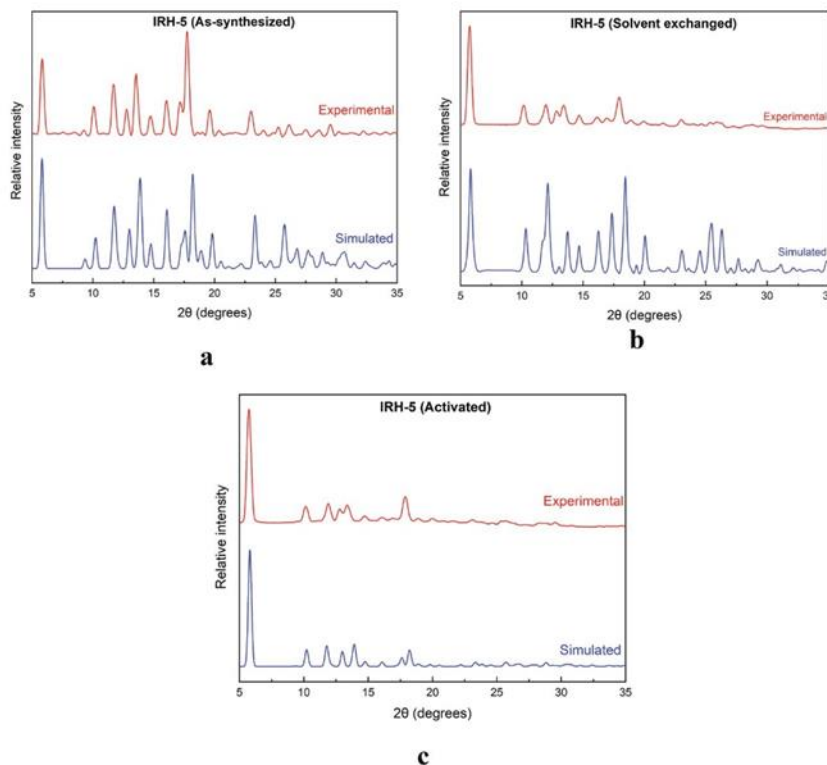 IRH-5 (As-synthesized)
Experimental
Simulated
Relative intensity
5 10 15 20 25 30 35
2θ (degrees)
a
IRH-5 (Solvent exchanged)
Experimental
Simulated
Relative intensity
5 10 15 20 25 30 35
2θ (degrees)
b
IRH-5 (Activated)
Experimental
Simulated
Relative intensity
5 10 15 20 25 30 35
2θ (degrees)
c